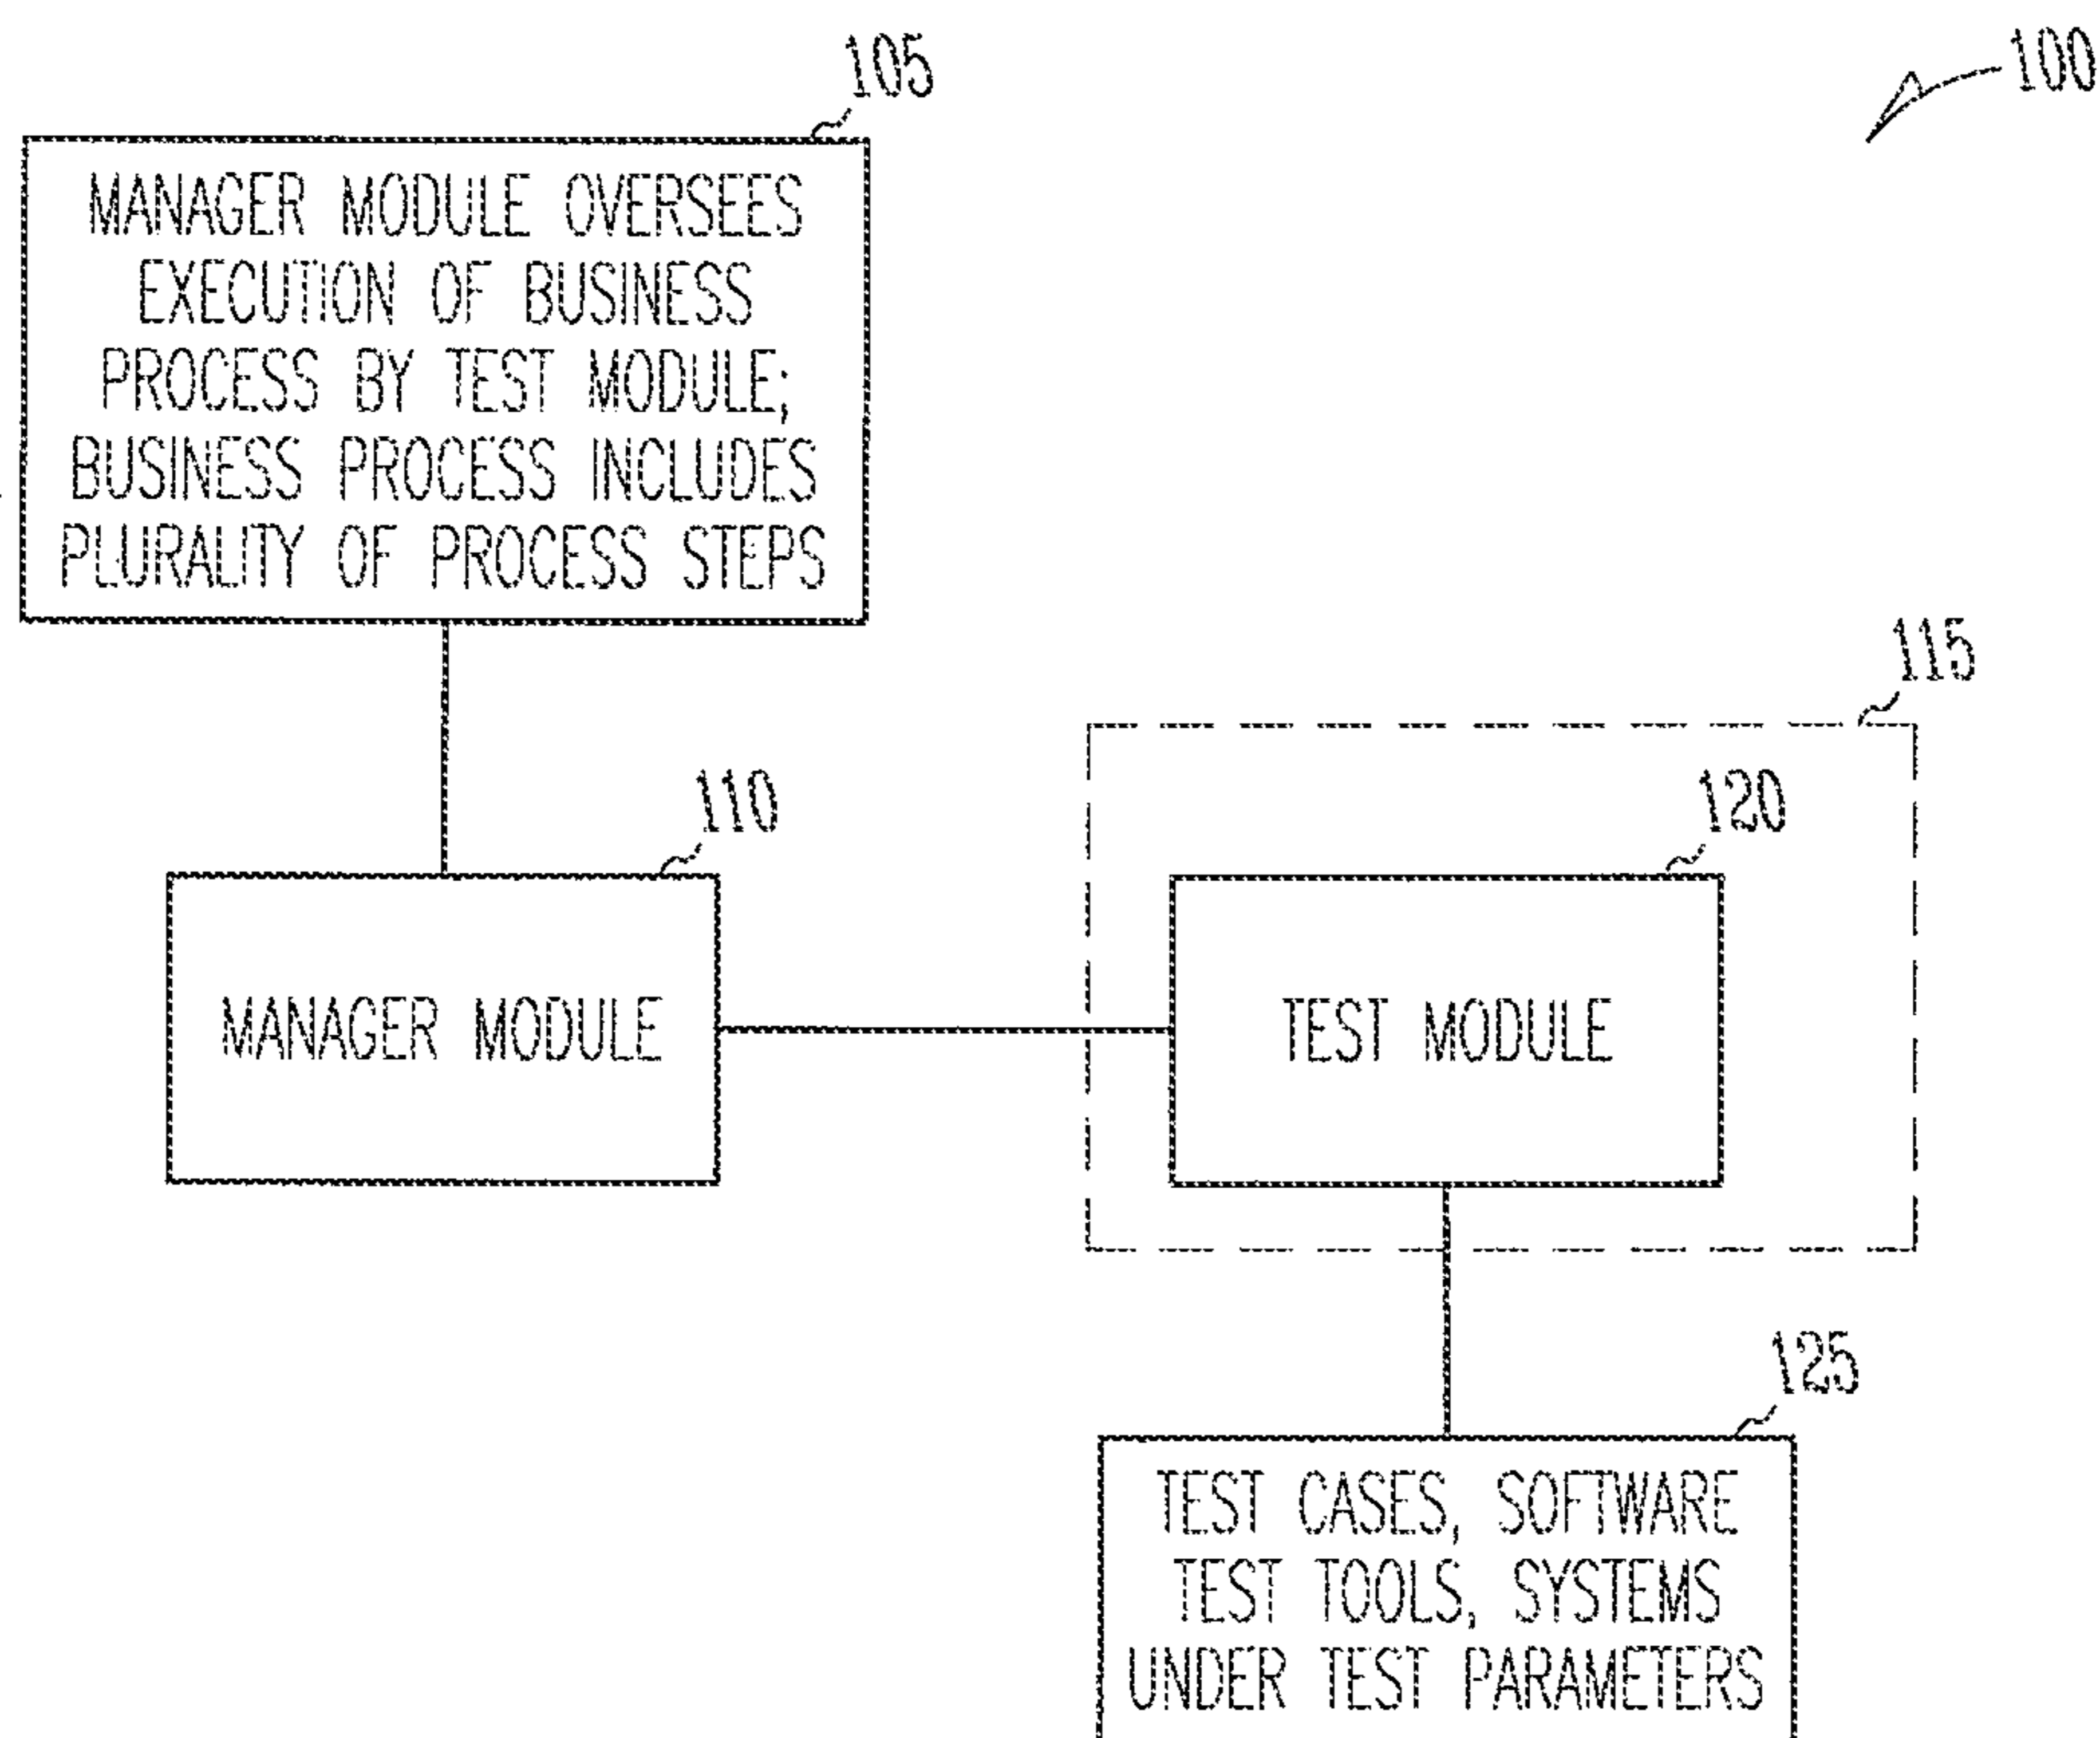 105
100
MANAGER MODULE OVERSEES
EXECUTION OF BUSINESS
PROCESS BY TEST MODULE;
BUSINESS PROCESS INCLUDES
PLURALITY OF PROCESS STEPS
115
110
120
MANAGER MODULE
TEST MODULE
125
TEST CASES, SOFTWARE
TEST TOOLS, SYSTEMS
UNDER TEST PARAMETERS